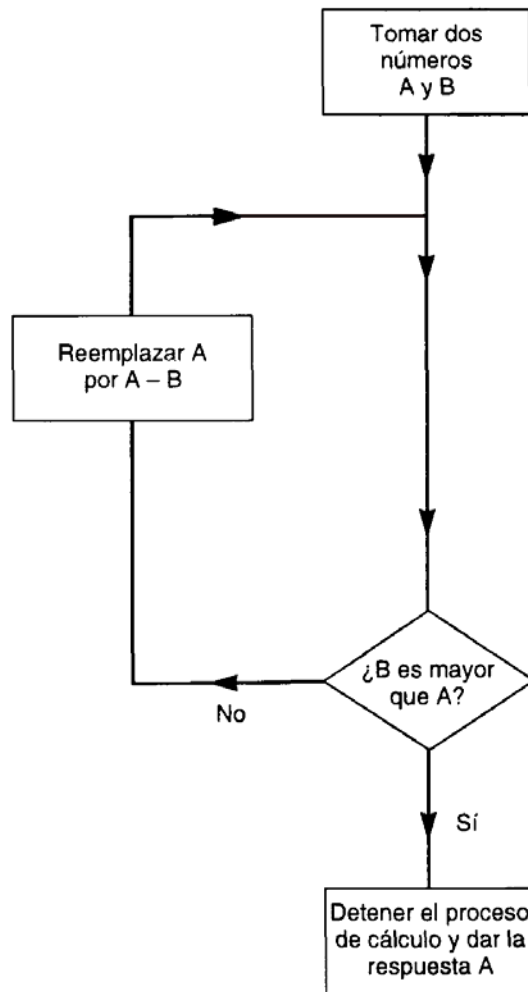 Tomar dos
números
A y B
Reemplazar A
por A – B
¿B es mayor
que A?
No
Sí
Detener el proceso
de cálculo y dar la
respuesta A